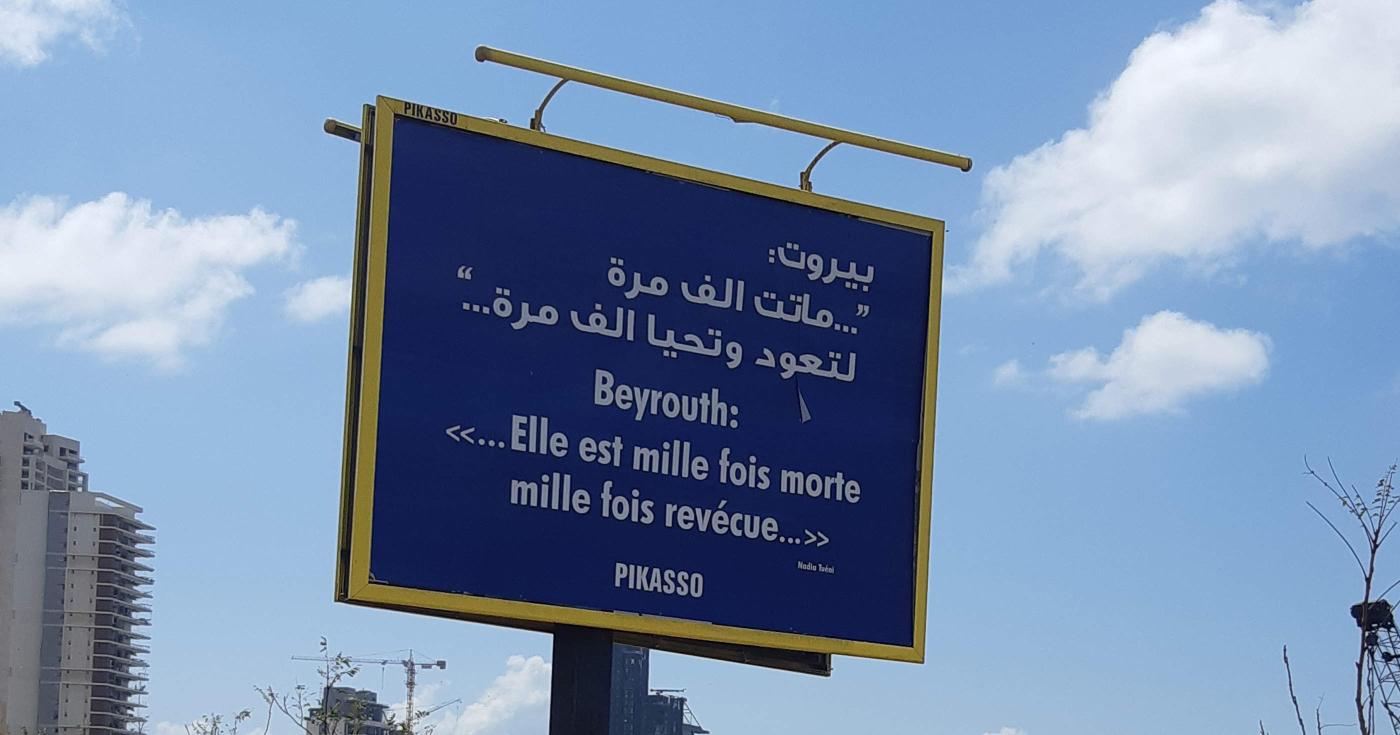 PIKASSO
بيروت:
”...ماتت الف مرة “
لتعود وتحيا الف مرة...
Beyrouth:
<<...Elle est mille fois morte
mille fois revécue...>>
Nadia Tuéni
PIKASSO